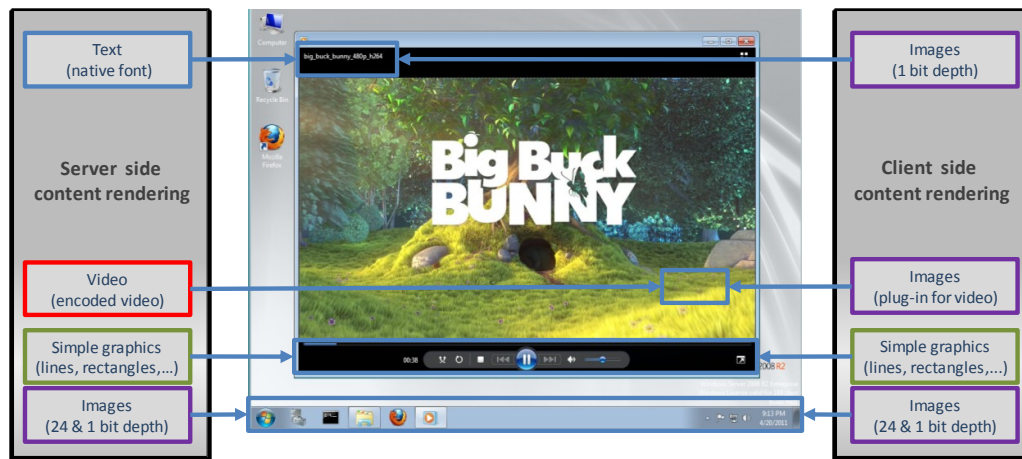 Text
(native font)
Server side
content rendering
Video
(encoded video)
Simple graphics
(lines, rectangles,...)
Images
(24 & 1 bit depth)
Computer
Recycle Bin
Mozilla
Firefox
big_buck_bunny_480p_h264
Big Buck
BUNNY
00:38
2008 R2
9:13 PM
4/20/2011
Images
(1 bit depth)
Client side
content rendering
Images
(plug-in for video)
Simple graphics
(lines, rectangles,...)
Images
(24 & 1 bit depth)